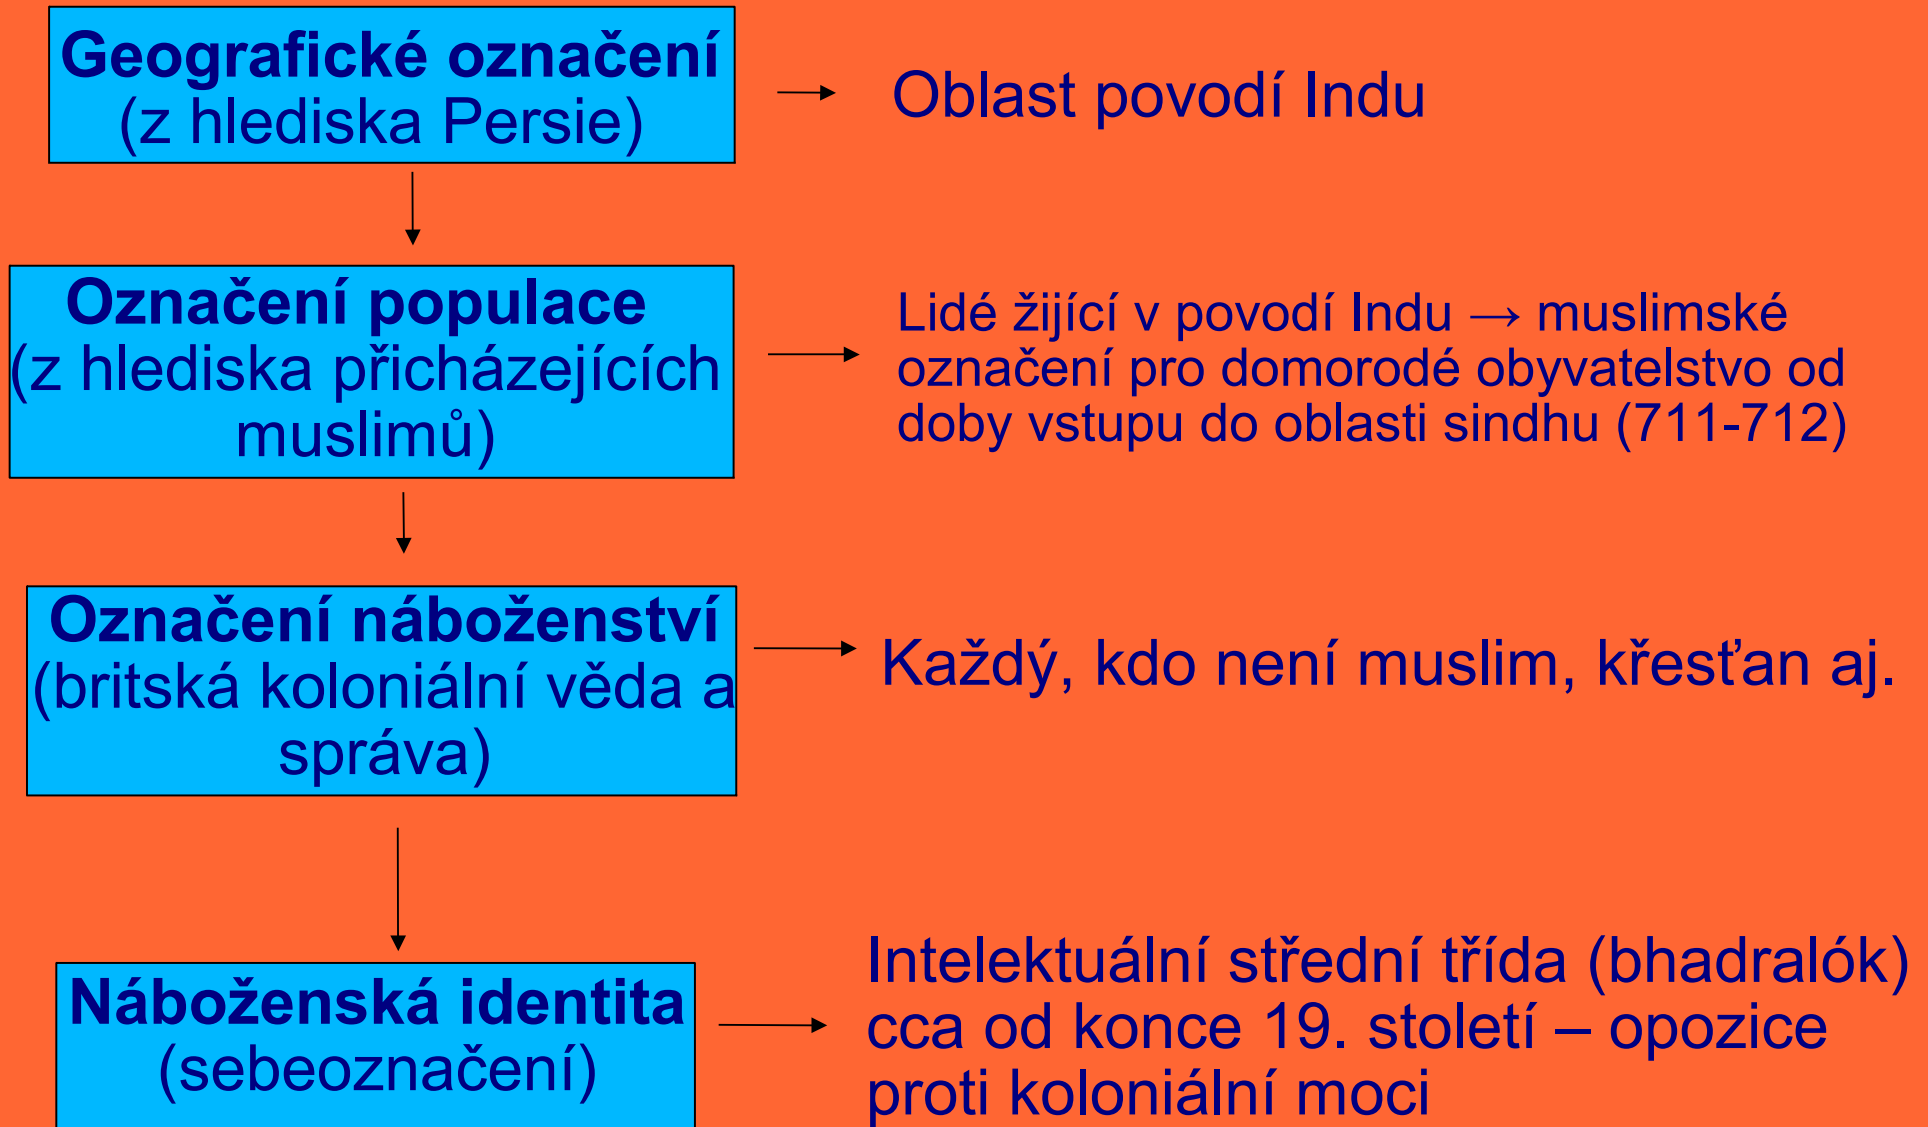 Geografické označení
(z hlediska Persie)
Oblast povodí Indu
Označení populace
(z hlediska přicházejících
muslimů)
Lidé žijící v povodí Indu → muslimské
označení pro domorodé obyvatelstvo od
doby vstupu do oblasti sindhu (711-712)
Označení náboženství
(britská koloniální věda a
správa)
Každý, kdo není muslim, křesťan aj.
Náboženská identita
(sebeoznačení)
Intelektuální střední třída (bhadralók)
cca od konce 19. století – opozice
proti koloniální moci